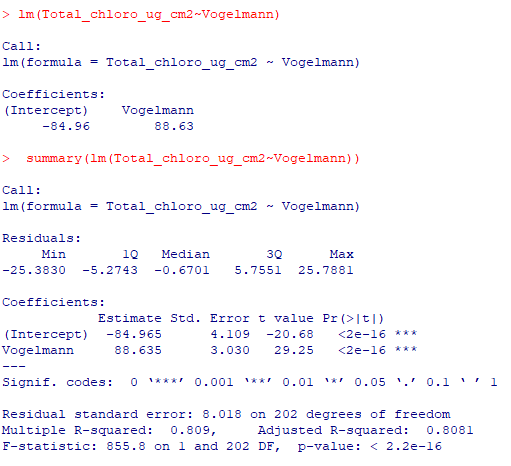 > lm(Total_chloro_ug_cm2~Vogelmann)
Call:
lm(formula = Total_chloro_ug_cm2 ~ Vogelmann)
Coefficients:
(Intercept)    Vogelmann
     -84.96        88.63
>  summary(lm(Total_chloro_ug_cm2~Vogelmann))
Call:
lm(formula = Total_chloro_ug_cm2 ~ Vogelmann)
Residuals:
     Min       1Q   Median       3Q      Max
-25.3830  -5.2743  -0.6701   5.7551  25.7881
Coefficients:
            Estimate Std. Error t value Pr(>|t|)
(Intercept)  -84.965      4.109  -20.68   <2e-16 ***
Vogelmann     88.635      3.030   29.25   <2e-16 ***
---
Signif. codes:  0 ‘***’ 0.001 ‘**’ 0.01 ‘*’ 0.05 ‘.’ 0.1 ‘ ’ 1
Residual standard error: 8.018 on 202 degrees of freedom
Multiple R-squared:  0.809,     Adjusted R-squared:  0.8081
F-statistic: 855.8 on 1 and 202 DF,  p-value: < 2.2e-16